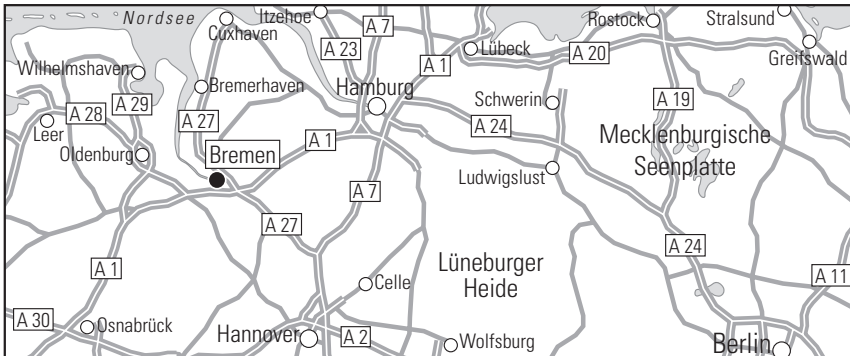 Nordsee
Cuxhaven
Itzehoe
A 7
A 23
Rostock
Stralsund
Lübeck
A 20
A 1
Greifswald
Wilhelmshaven
Bremerhaven
Hamburg
A 29
A 28
Leer
A 27
Schwerin
A 19
A 24
Mecklenburgische
Seenplatte
Oldenburg
Bremen
A 1
Ludwigslust
A 7
A 27
A 24
A 1
Lüneburger
Heide
A 11
Celle
A 30
Osnabrück
Hannover
A 2
Wolfsburg
Berlin